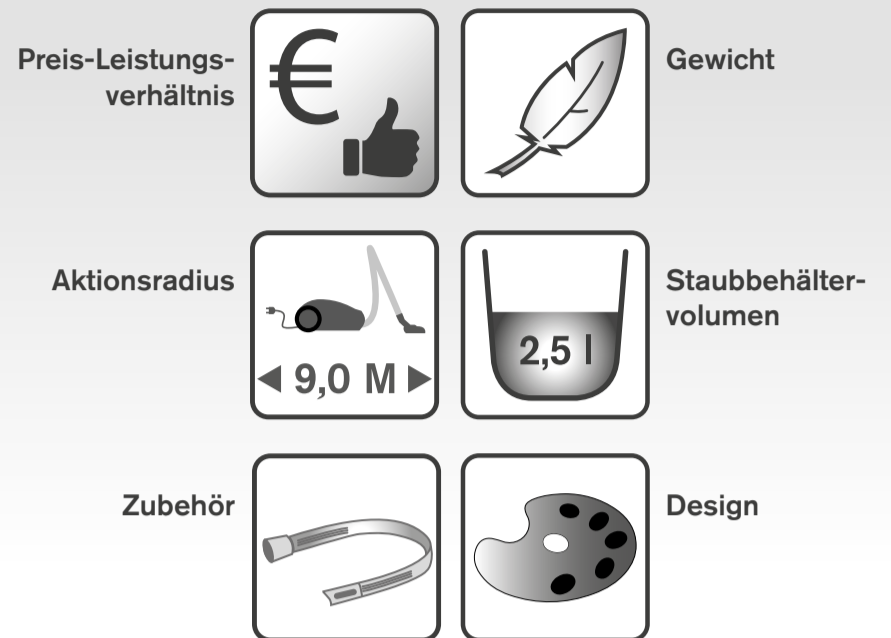 Preis-Leistungs-
verhältnis
€
Gewicht
Aktionsradius
9,0 M
Staubbehälter-
volumen
2,5 l
Zubehör
Design